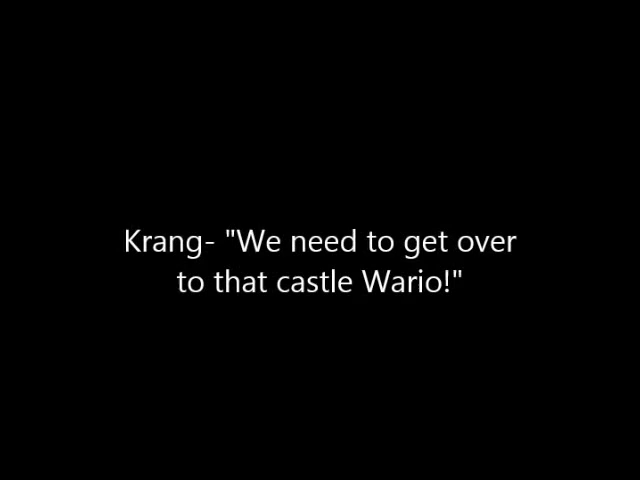 Krang- "We need to get over
to that castle Wario!"